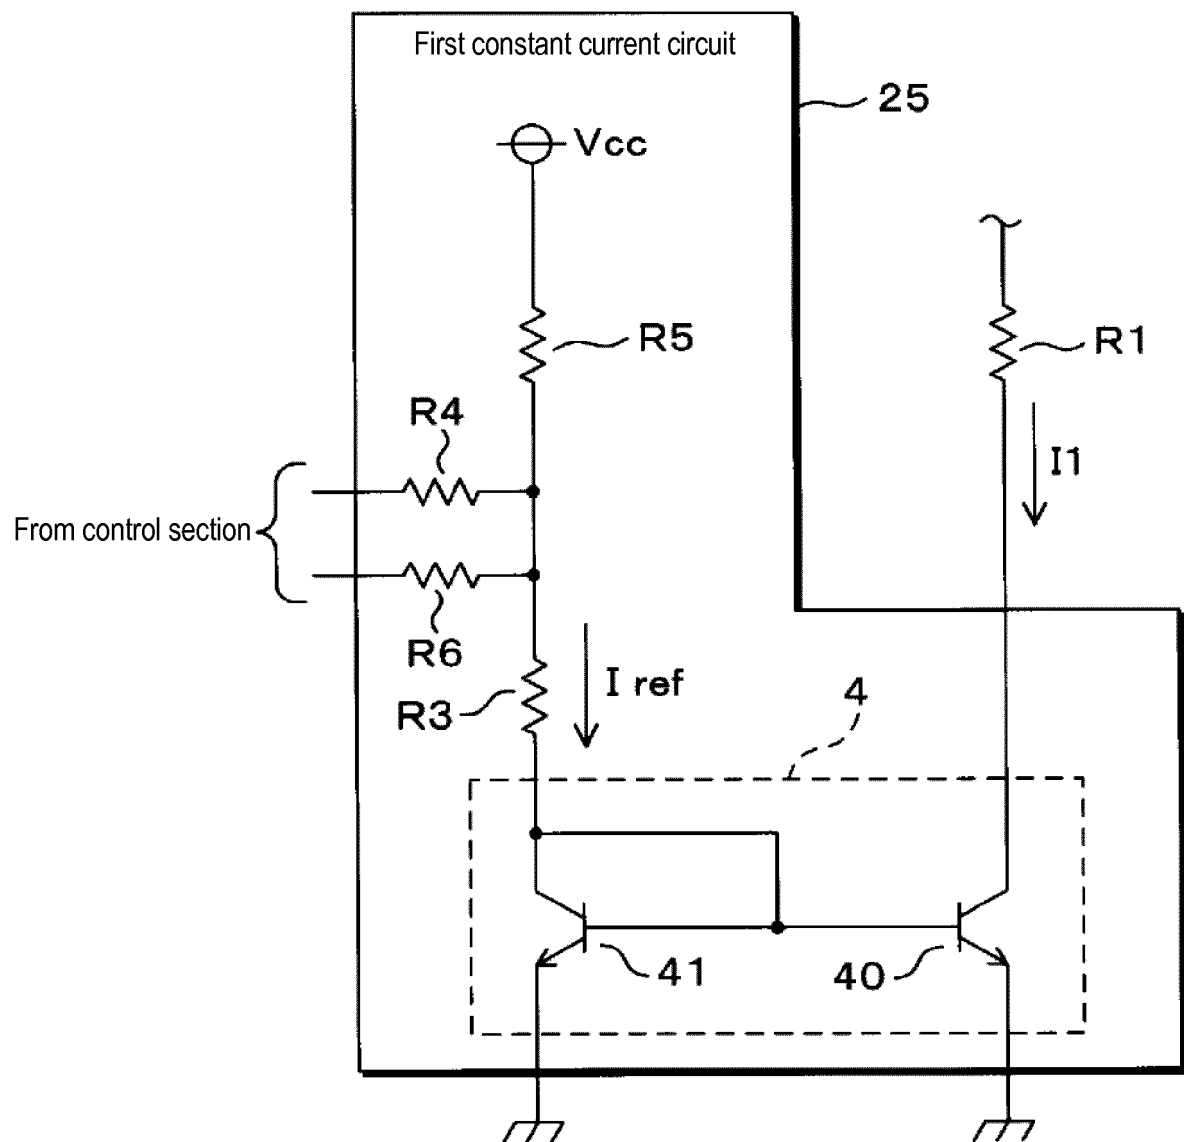 First constant current circuit
25
Vcc
R5
R1
R4
I1
From control section
R6
I ref
R3
4
41
40